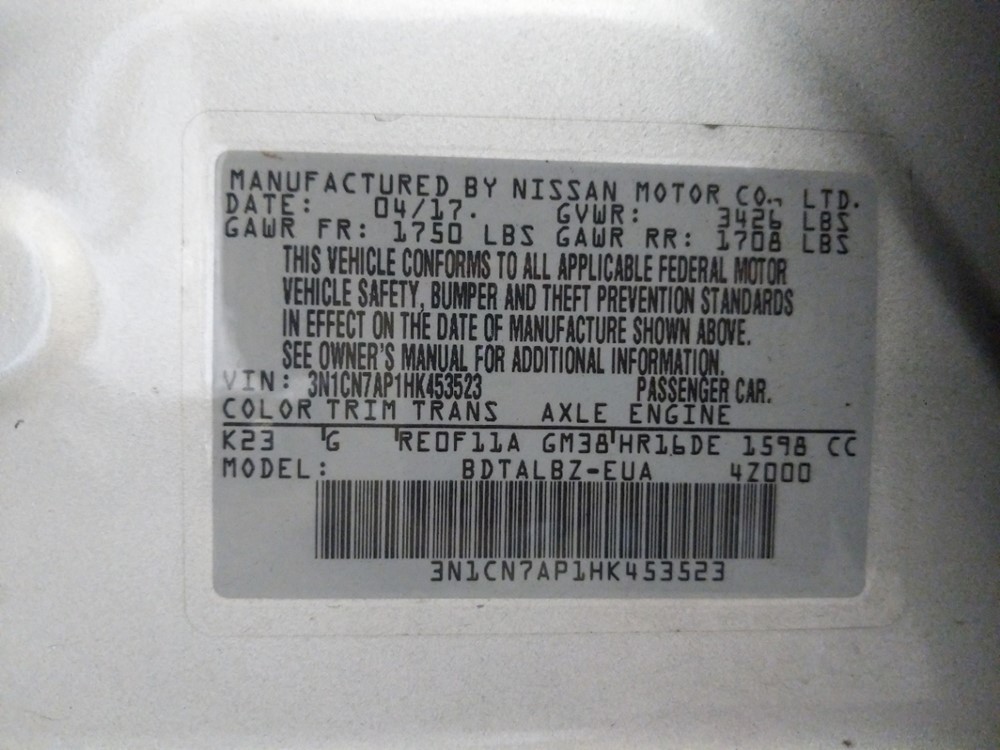 MANUFACTURED BY NISSAN MOTOR CO., LTD.
DATE: 04/17. GVWR: 3426 LBS
GAWR FR: 1750 LBS GAWR RR: 1708 LBS
THIS VEHICLE CONFORMS TO ALL APPLICABLE FEDERAL MOTOR
VEHICLE SAFETY, BUMPER AND THEFT PREVENTION STANDARDS
IN EFFECT ON THE DATE OF MANUFACTURE SHOWN ABOVE.
SEE OWNER'S MANUAL FOR ADDITIONAL INFORMATION.
VIN: 3N1CN7AP1HK453523 PASSENGER CAR.
COLOR TRIM TRANS AXLE ENGINE
K23 'G 'RE0F11A GM38'HR16DE 1598 CC
MODEL: BDTALBZ-EUA 4Z000
3N1CN7AP1HK453523